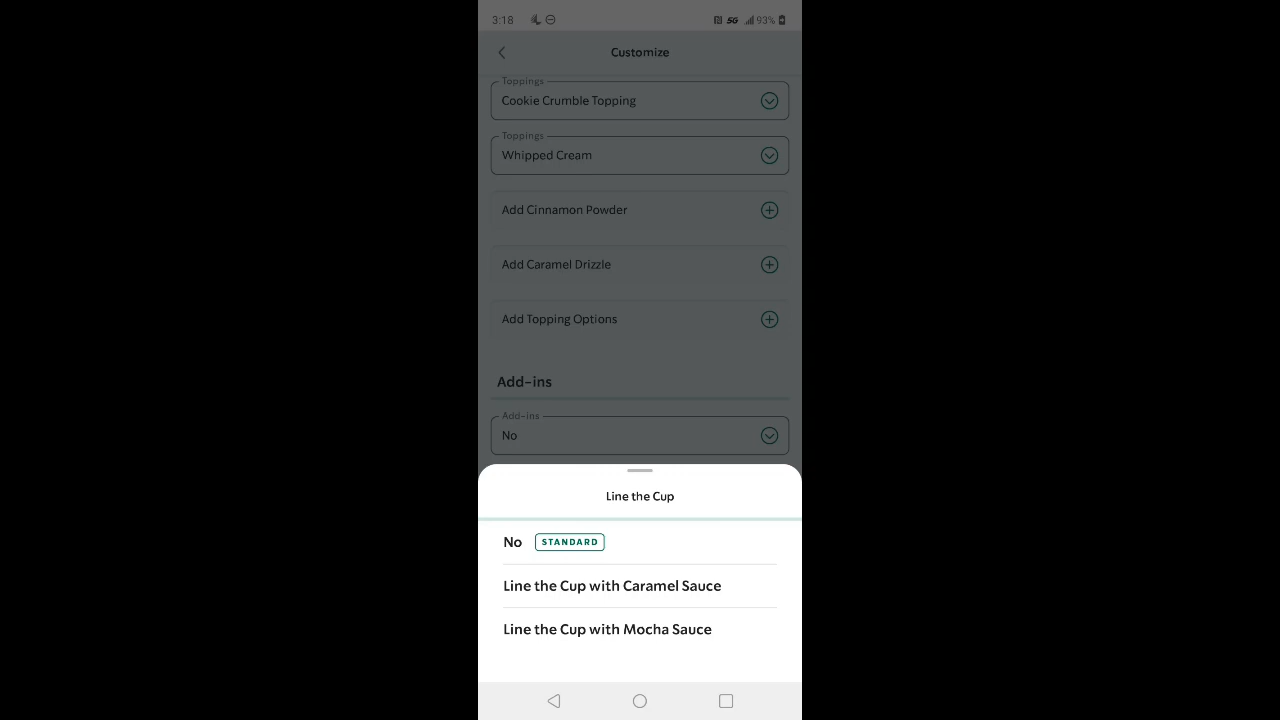 3:18
5G
93%
Customize
Toppings
Cookie Crumble Topping
Toppings
Whipped Cream
Add Cinnamon Powder
Add Caramel Drizzle
Add Topping Options
Add-ins
Add-ins
No
Line the Cup
No STANDARD
Line the Cup with Caramel Sauce
Line the Cup with Mocha Sauce